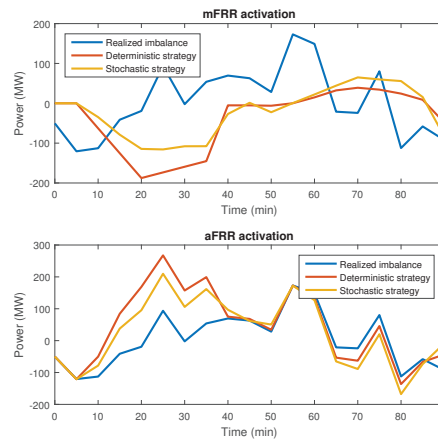 mFRR activation
Realized imbalance
Deterministic strategy
Stochastic strategy
Power (MW)
200
100
0
-100
-200
0 10 20 30 40 50 60 70 80
Time (min)
aFRR activation
Realized imbalance
Deterministic strategy
Stochastic strategy
Power (MW)
300
200
100
0
-100
-200
0 10 20 30 40 50 60 70 80
Time (min)